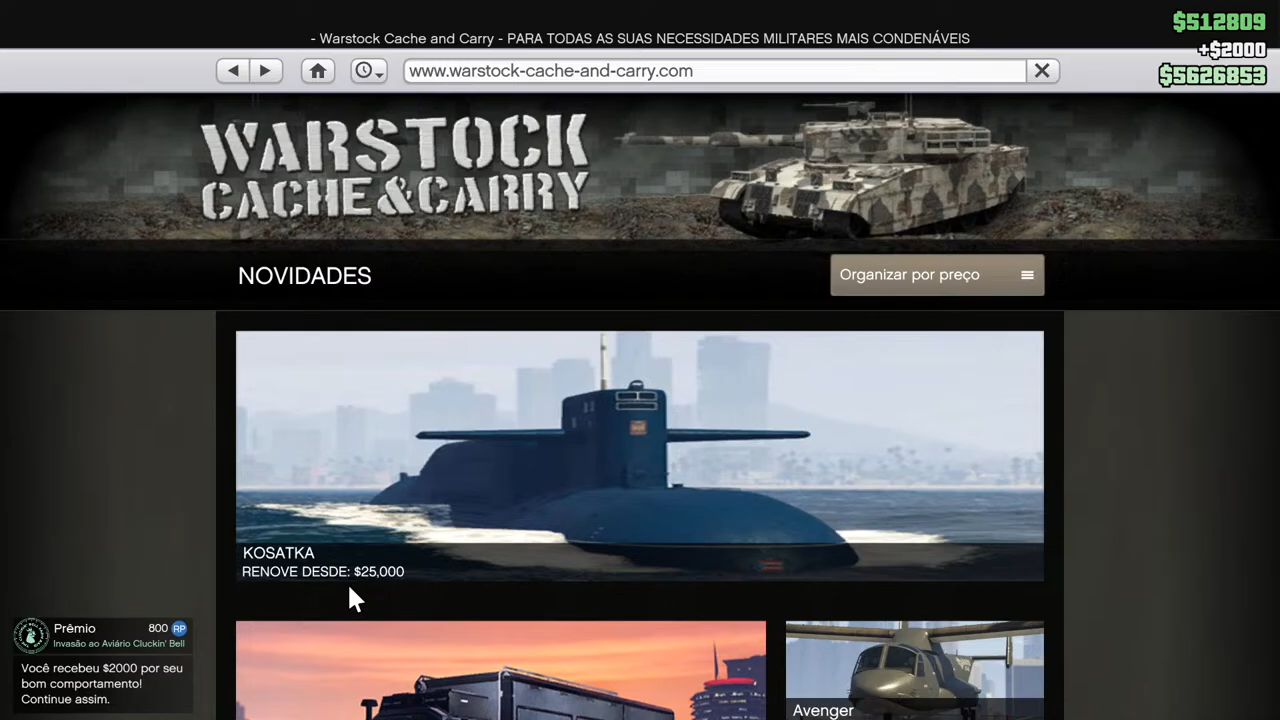 - Warstock Cache and Carry - PARA TODAS AS SUAS NECESSIDADES MILITARES MAIS CONDENÁVEIS
$512809
+$2000
$5626853
www.warstock-cache-and-carry.com
WARSTOCK
CACHE&CARRY
NOVIDADES
Organizar por preço
KOSATKA
RENOVE DESDE: $25,000
Avenger
Prêmio 800 RP
Invasão ao Aviário Cluckin' Bell
Você recebeu $2000 por seu
bom comportamento!
Continue assim.